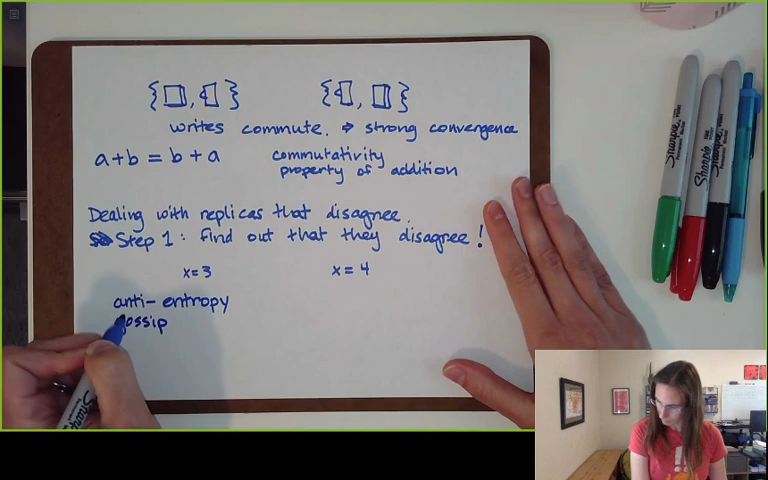 writes commute. ⇒ strong convergence
a+b = b+a
commutativity
property of addition
Dealing with replicas that disagree.
Step 1: find out that they disagree!
x=3 x=4
anti-entropy
gossip
Sharpie
Sharpie